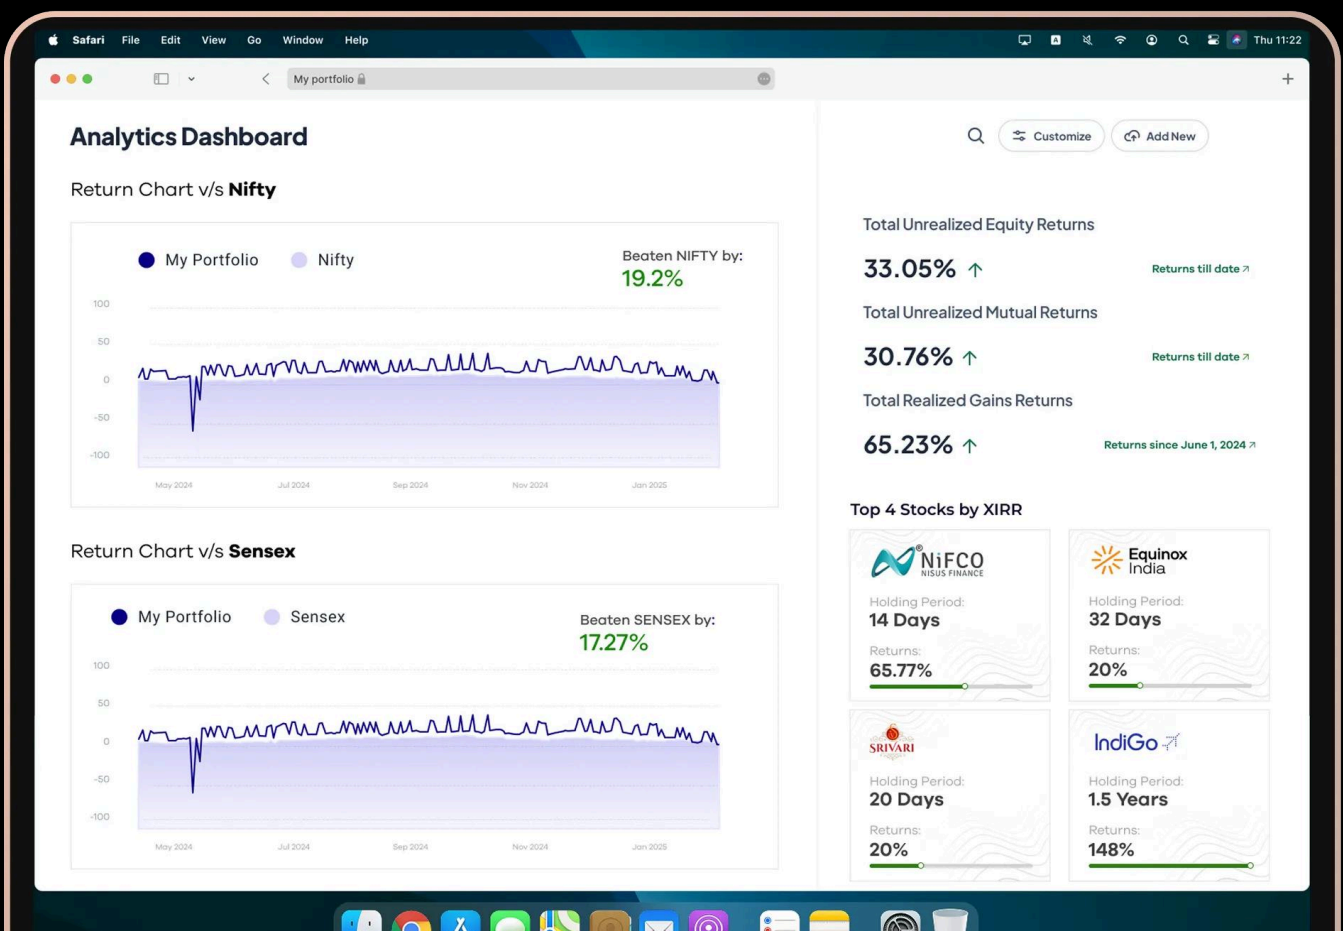 Safari File Edit View Go Window Help
A
Thu 11:22
My portfolio
Analytics Dashboard
Customize
Add New
Return Chart v/s Nifty
My Portfolio
Nifty
Beaten NIFTY by:
19.2%
100
50
0
-50
-100
May 2024 Jul 2024 Sep 2024 Nov 2024 Jan 2025
Return Chart v/s Sensex
My Portfolio
Sensex
Beaten SENSEX by:
17.27%
100
50
0
-50
-100
May 2024 Jul 2024 Sep 2024 Nov 2024 Jan 2025
Total Unrealized Equity Returns
33.05% ↑
Returns till date ↗
Total Unrealized Mutual Returns
30.76% ↑
Returns till date ↗
Total Realized Gains Returns
65.23% ↑
Returns since June 1, 2024 ↗
Top 4 Stocks by XIRR
NiFCO®
NISUS FINANCE
Holding Period:
14 Days
Returns:
65.77%
Equinox
India
Holding Period:
32 Days
Returns:
20%
SRIVARI
Holding Period:
20 Days
Returns:
20%
IndiGo
Holding Period:
1.5 Years
Returns:
148%